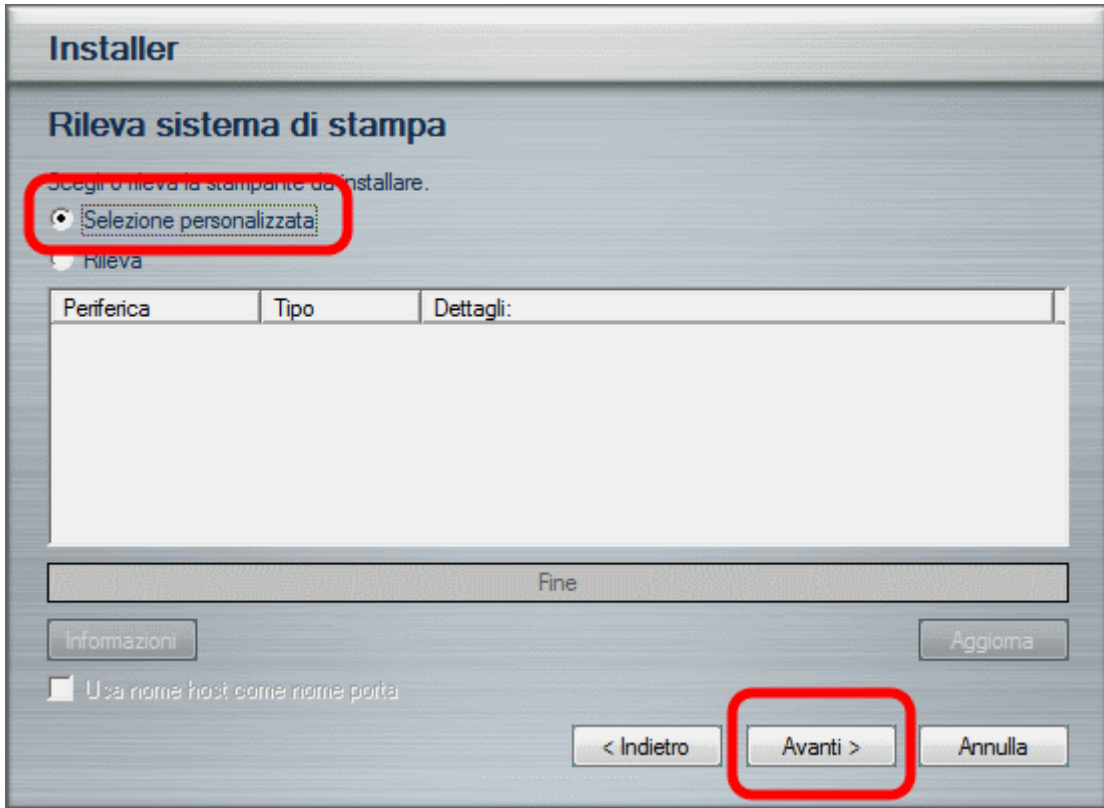 Installer
Rileva sistema di stampa
Scegli o rileva la stampante da installare.
Selezione personalizzata
Rileva
Periferica Tipo Dettagli:
Fine
Informazioni Aggiorna
Usa nome host come nome porta
< Indietro Avanti > Annulla